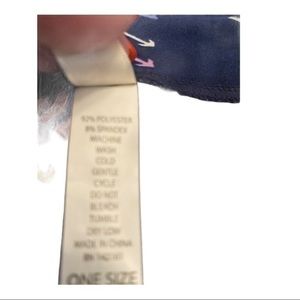 92% POLYESTER
8% SPANDEX
MACHINE
WASH
COLD
GENTLE
CYCLE
DO NOT
BLEACH
TUMBLE
DRY LOW
MADE IN CHINA
ONE SIZE